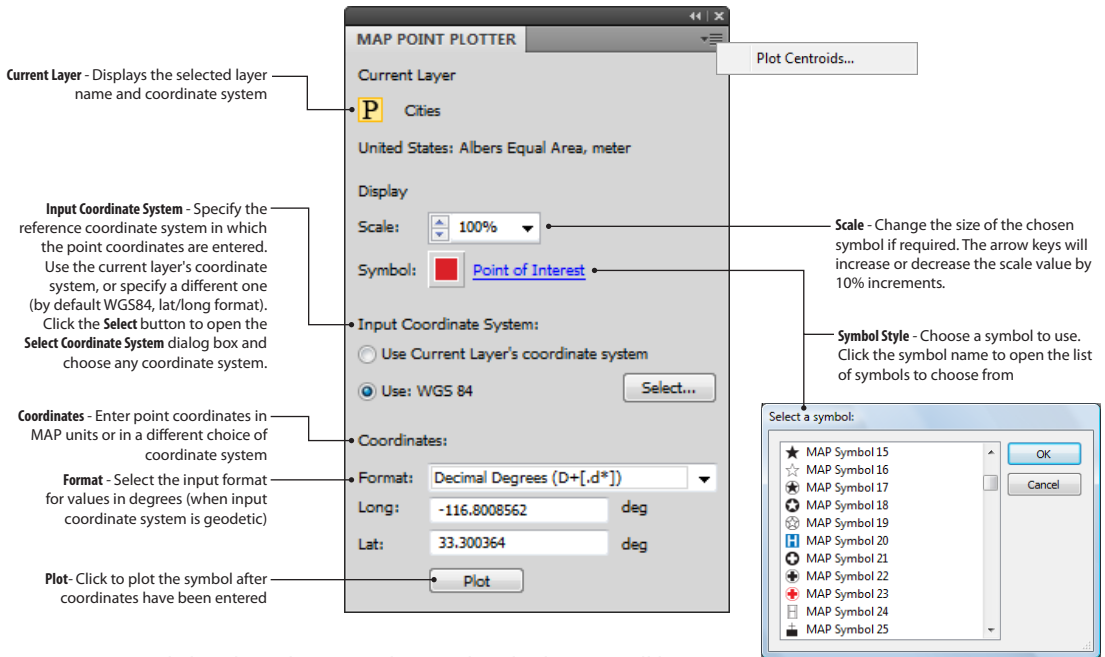 MAP POINT PLOTTER
Plot Centroids...
Current Layer
P Cities
United States: Albers Equal Area, meter
Display
Scale: 100%
Symbol: Point of Interest
Input Coordinate System:
Use Current Layer's coordinate system
Use: WGS 84 Select...
Coordinates:
Format: Decimal Degrees (D+[.d*])
Long: -116.8008562 deg
Lat: 33.300364 deg
Plot
Current Layer - Displays the selected layer
name and coordinate system
Input Coordinate System - Specify the
reference coordinate system in which
the point coordinates are entered.
Use the current layer's coordinate
system, or specify a different one
(by default WGS84, lat/long format).
Click the Select button to open the
Select Coordinate System dialog box and
choose any coordinate system.
Coordinates - Enter point coordinates in
MAP units or in a different choice of
coordinate system
Format - Select the input format
for values in degrees (when input
coordinate system is geodetic)
Plot- Click to plot the symbol after
coordinates have been entered
Scale - Change the size of the chosen
symbol if required. The arrow keys will
increase or decrease the scale value by
10% increments.
Symbol Style - Choose a symbol to use.
Click the symbol name to open the list
of symbols to choose from
Select a symbol:
MAP Symbol 15
MAP Symbol 16
MAP Symbol 17
MAP Symbol 18
MAP Symbol 19
MAP Symbol 20
MAP Symbol 21
MAP Symbol 22
MAP Symbol 23
MAP Symbol 24
MAP Symbol 25
OK
Cancel